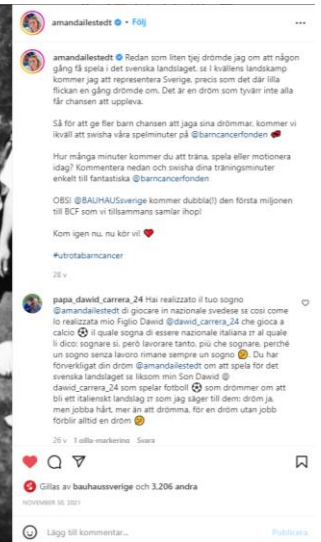 amandailestedt • Följ
amandailestedt Redan som liten tjej drömde jag om att någon
gång få spela i det svenska landslaget. I kvällens landskamp
kommer jag att representera Sverige, precis som det där lilla
flickan en gång drömde om. Det är en dröm som tyvärr inte alla
får chansen att uppleva.
Så för att ge fler barn chansen att jaga sina drömmar, kommer vi
ikväll att swisha våra spelminuter på @barncancerfonden
Hur många minuter kommer du att träna, spela eller motionera
idag? Kommentera nedan och swisha dina träningsminuter
enkelt till fantastiska @barncancerfonden
OBS! @BAUHAUSsverige kommer dubbla(!) den första miljonen
till BCF som vi tillsammans samlar ihop!
Kom igen nu, nu kör vi! ❤️
#utrotabarncancer
28 v
papa_dawid_carrera_24 Hai realizzato il tuo sogno
@amandailestedt di giocare in nazionale svedese 🇸🇪 cosi come
lo realizzata mio Figlio Dawid @dawid_carrera_24 che gioca a
calcio ⚽ il quale sogna di essere nazionale italiana 🇮🇹 al quale
li dico: sognare si, però lavorare tanto, più che sognare, perché
un sogno senza lavoro rimane sempre un sogno. Du har
förverkligat din dröm @amandailestedt om att spela för det
svenska landslaget 🇸🇪 liksom min Son Dawid @
dawid_carrera_24 som spelar fotboll ⚽ som drömmer om att
bli ett italienskt landslag 🇮🇹 som jag säger till dem: dröm ja,
men jobba hårt, mer än att drömma, för en dröm utan jobb
förblir alltid en dröm
26 v 1 gilla-markering Svara
Gillas av bauhaussverige och 3,206 andra
NOVEMBER 30, 2021
Lägg till kommentar... Publicera